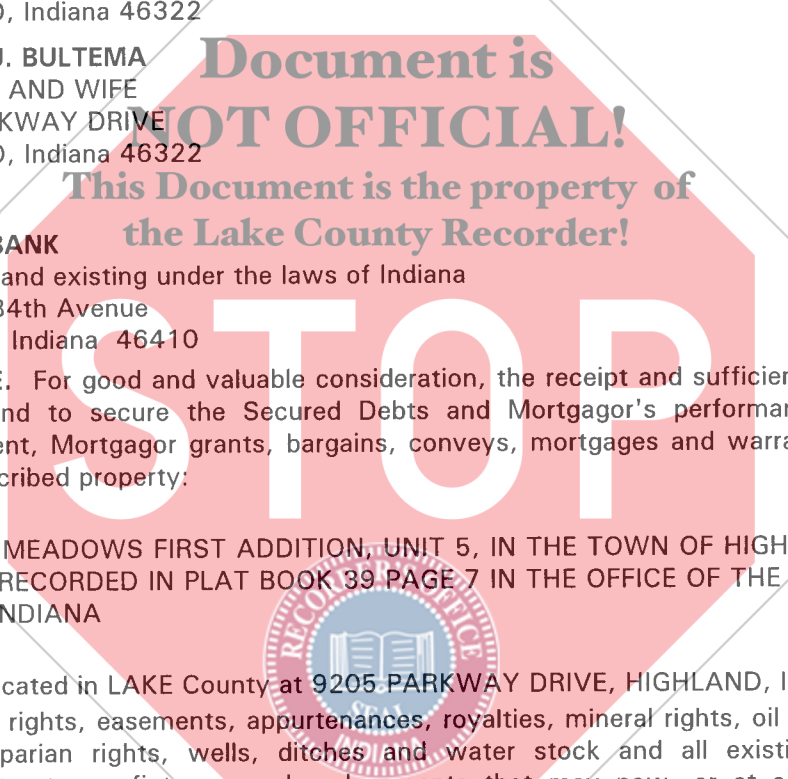 , Indiana 46322
J. BULTEMA
AND WIFE
KWAY DRIVE
, Indiana 46322
Document is
NOT OFFICIAL!
This Document is the property of
the Lake County Recorder!
BANK
and existing under the laws of Indiana
84th Avenue
Indiana 46410
E. For good and valuable consideration, the receipt and sufficien
nd to secure the Secured Debts and Mortgagor's performan
ent, Mortgagor grants, bargains, conveys, mortgages and warra
cribed property:
STOP
MEADOWS FIRST ADDITION, UNIT 5, IN THE TOWN OF HIGH
RECORDED IN PLAT BOOK 39 PAGE 7 IN THE OFFICE OF THE
NDIANA
RECORDER'S OFFICE
SEAL
INDIANA
cated in LAKE County at 9205 PARKWAY DRIVE, HIGHLAND, I
rights, easements, appurtenances, royalties, mineral rights, oil
parian rights, wells, ditches and water stock and all existi